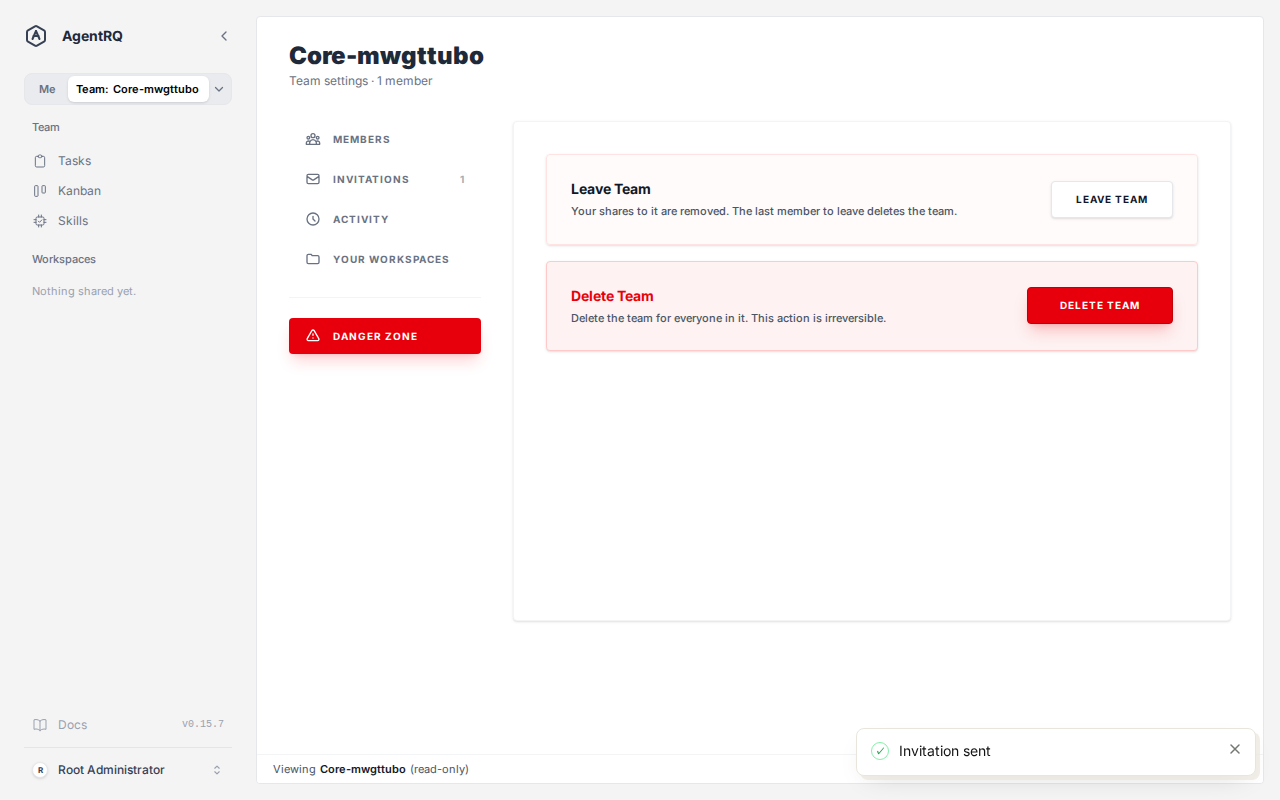 AgentRQ
Me
Team: Core-mwgttubo
Team
Tasks
Kanban
Skills
Workspaces
Nothing shared yet.
Docs
v0.15.7
R
Root Administrator
Core-mwgttubo
Team settings · 1 member
MEMBERS
INVITATIONS
1
ACTIVITY
YOUR WORKSPACES
DANGER ZONE
Leave Team
Your shares to it are removed. The last member to leave deletes the team.
LEAVE TEAM
Delete Team
Delete the team for everyone in it. This action is irreversible.
DELETE TEAM
Viewing Core-mwgttubo (read-only)
Invitation sent